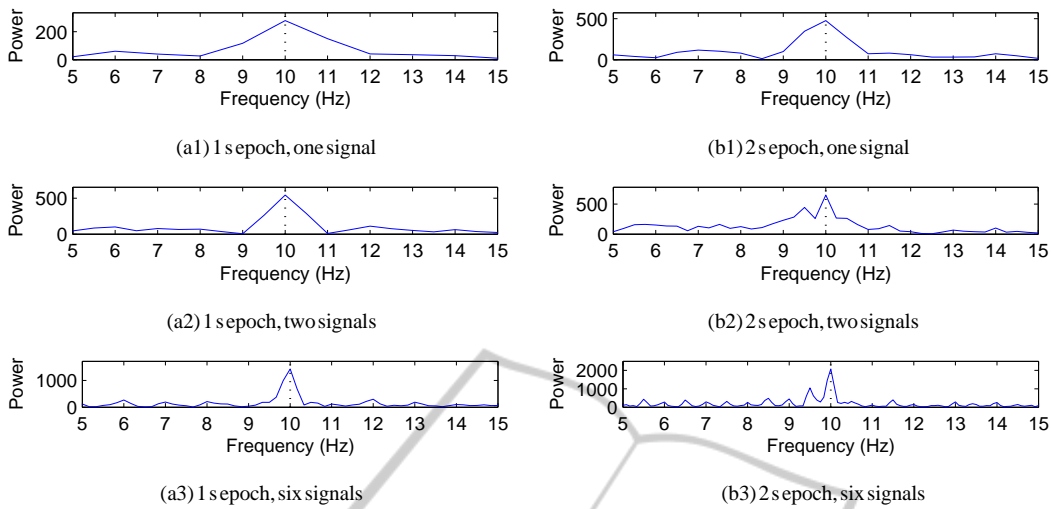 Power
200
0
5 6 7 8 9 10 11 12 13 14 15
Frequency (Hz)
(a1) 1 s epoch, one signal
Power
500
0
5 6 7 8 9 10 11 12 13 14 15
Frequency (Hz)
(b1) 2 s epoch, one signal
Power
500
0
5 6 7 8 9 10 11 12 13 14 15
Frequency (Hz)
(a2) 1 s epoch, two signals
Power
500
0
5 6 7 8 9 10 11 12 13 14 15
Frequency (Hz)
(b2) 2 s epoch, two signals
Power
1000
0
5 6 7 8 9 10 11 12 13 14 15
Frequency (Hz)
(a3) 1 s epoch, six signals
Power
2000
1000
0
5 6 7 8 9 10 11 12 13 14 15
Frequency (Hz)
(b3) 2 s epoch, six signals